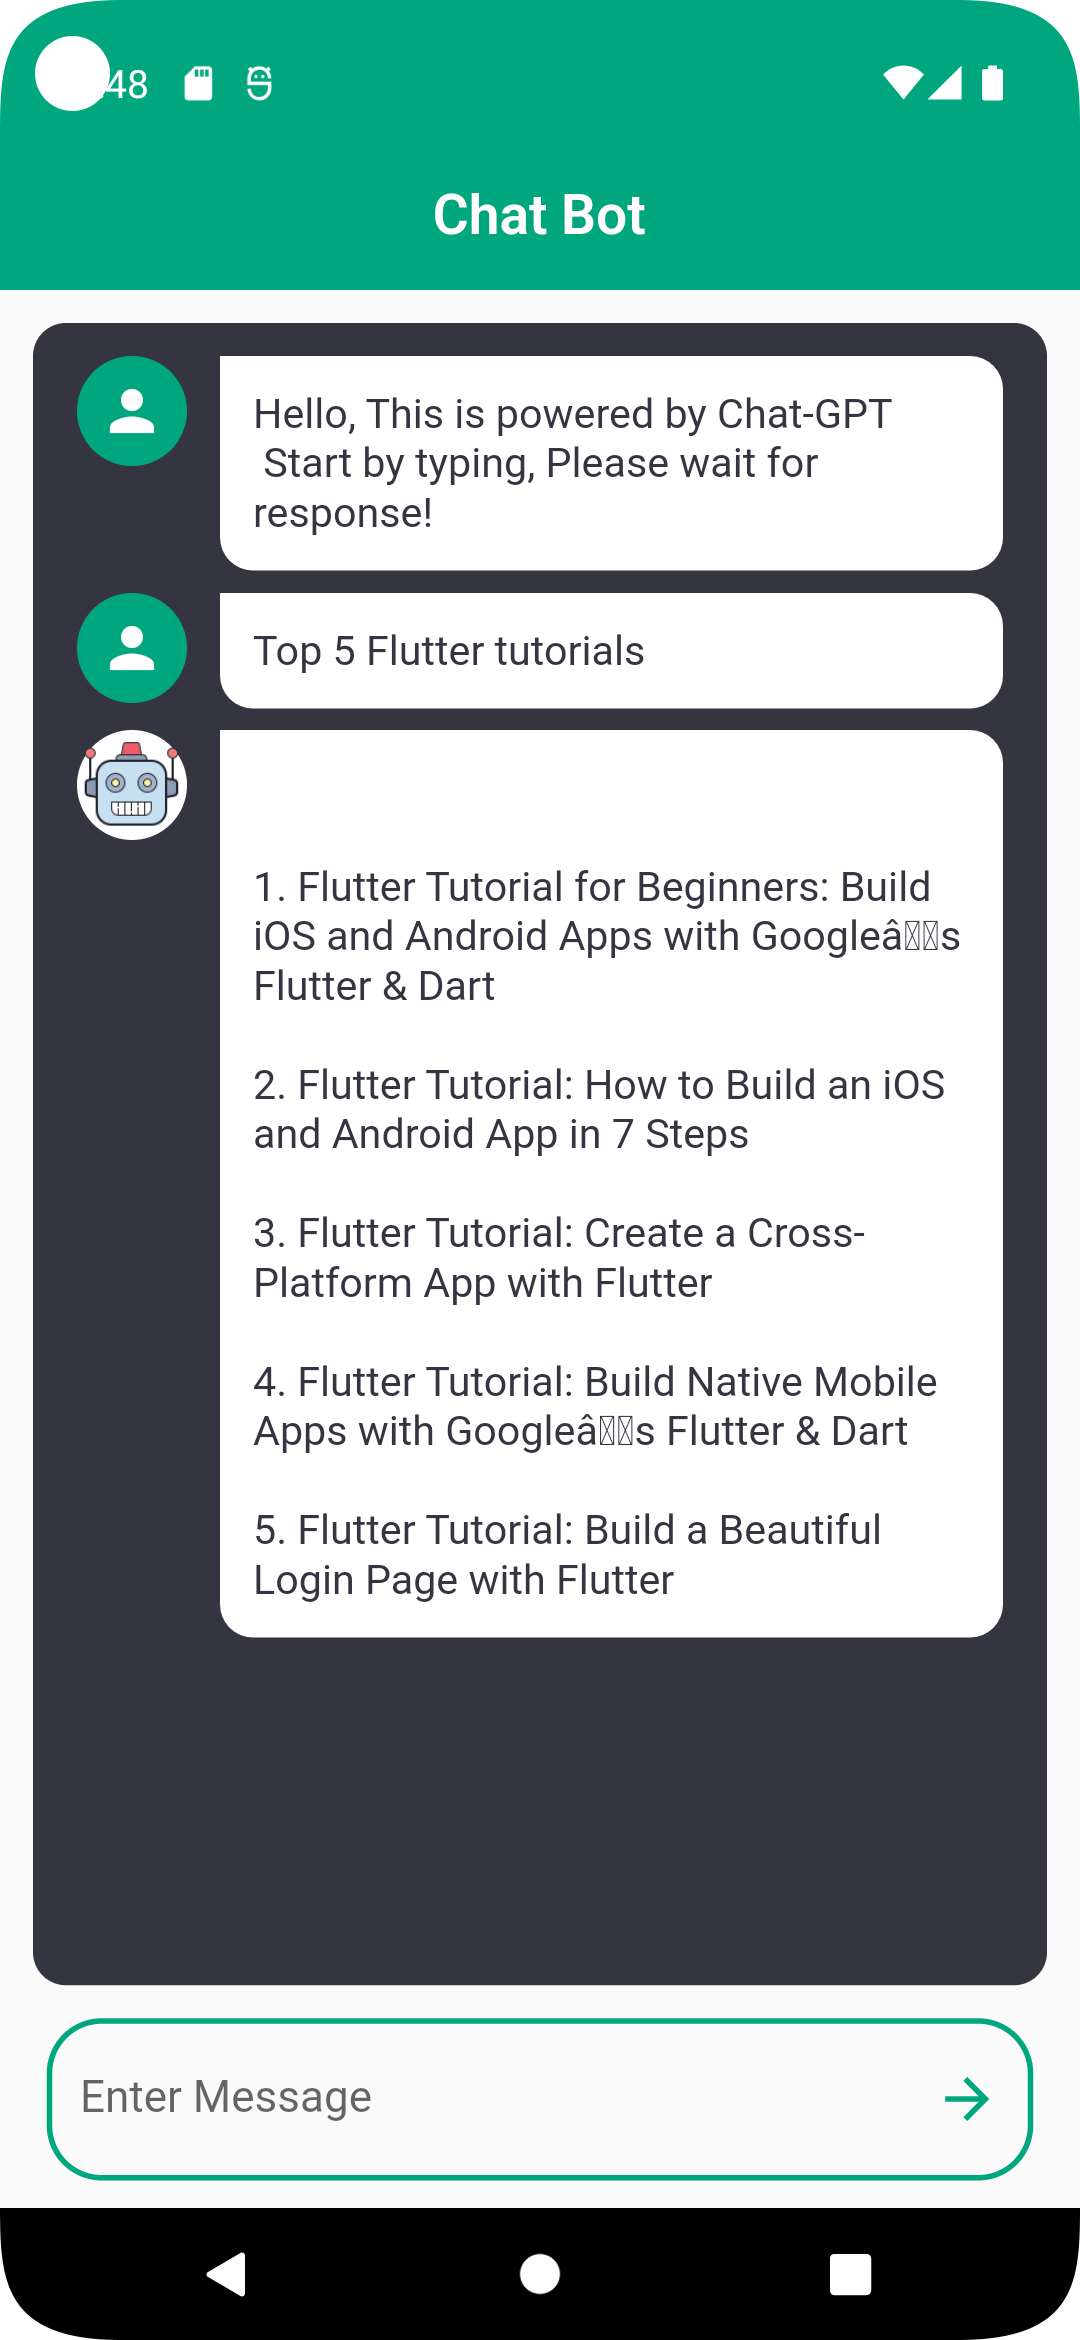 48
Chat Bot
Hello, This is powered by Chat-GPT
Start by typing, Please wait for
response!
Top 5 Flutter tutorials
1. Flutter Tutorial for Beginners: Build
iOS and Android Apps with Googleâ��s
Flutter & Dart
2. Flutter Tutorial: How to Build an iOS
and Android App in 7 Steps
3. Flutter Tutorial: Create a Cross-
Platform App with Flutter
4. Flutter Tutorial: Build Native Mobile
Apps with Googleâ��s Flutter & Dart
5. Flutter Tutorial: Build a Beautiful
Login Page with Flutter
Enter Message